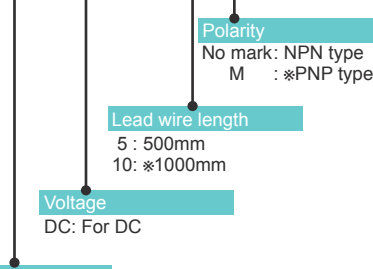 Polarity
No mark: NPN type
M : ※PNP type
Lead wire length
5 : 500mm
10: ※1000mm
Voltage
DC: For DC